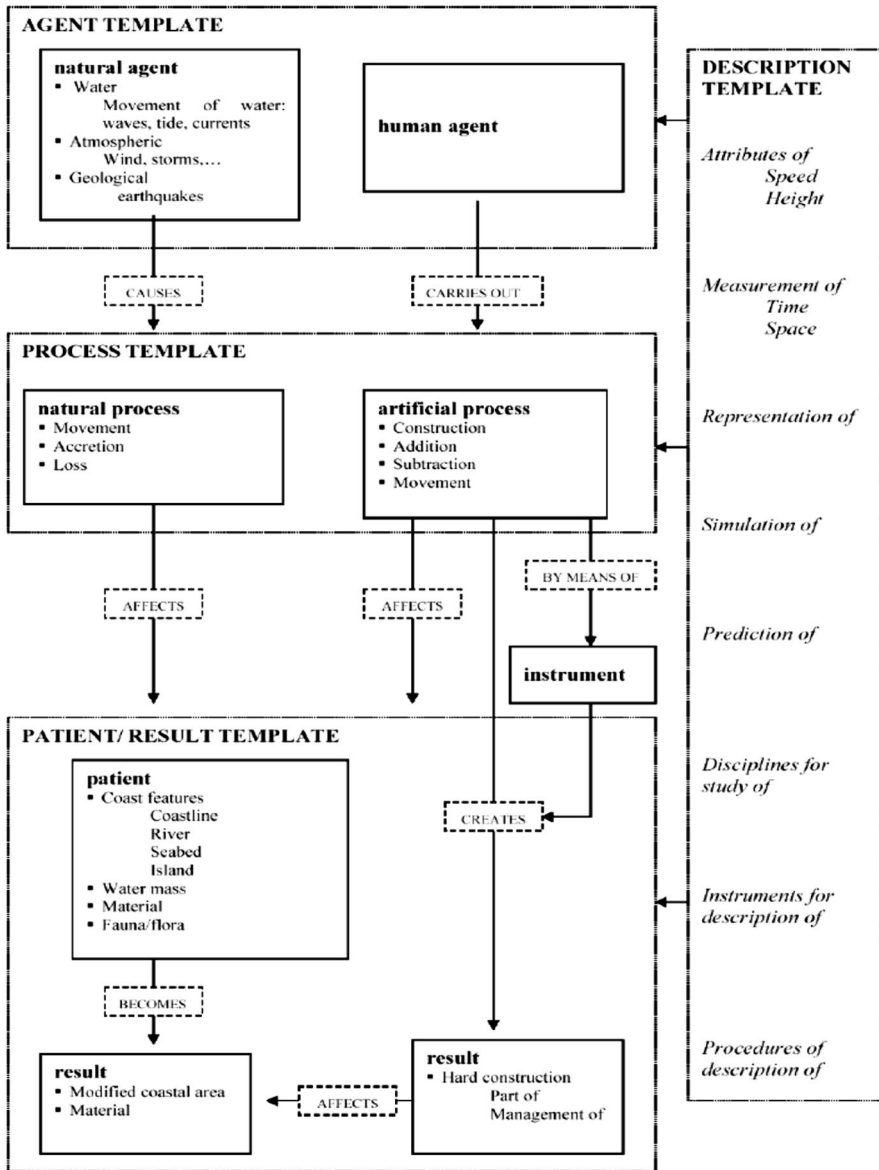 AGENT TEMPLATE
natural agent
▪ Water
Movement of water:
waves, tide, currents
▪ Atmospheric
Wind, storms,...
▪ Geological
earthquakes
human agent
CAUSES
CARRIES OUT
PROCESS TEMPLATE
natural process
▪ Movement
▪ Accretion
▪ Loss
artificial process
▪ Construction
▪ Addition
▪ Subtraction
▪ Movement
AFFECTS
AFFECTS
BY MEANS OF
instrument
PATIENT/ RESULT TEMPLATE
patient
▪ Coast features
Coastline
River
Seabed
Island
▪ Water mass
▪ Material
▪ Fauna/flora
CREATES
BECOMES
result
▪ Modified coastal area
▪ Material
AFFECTS
result
▪ Hard construction
Part of
Management of
DESCRIPTION
TEMPLATE
Attributes of
Speed
Height
Measurement of
Time
Space
Representation of
Simulation of
Prediction of
Disciplines for
study of
Instruments for
description of
Procedures of
description of